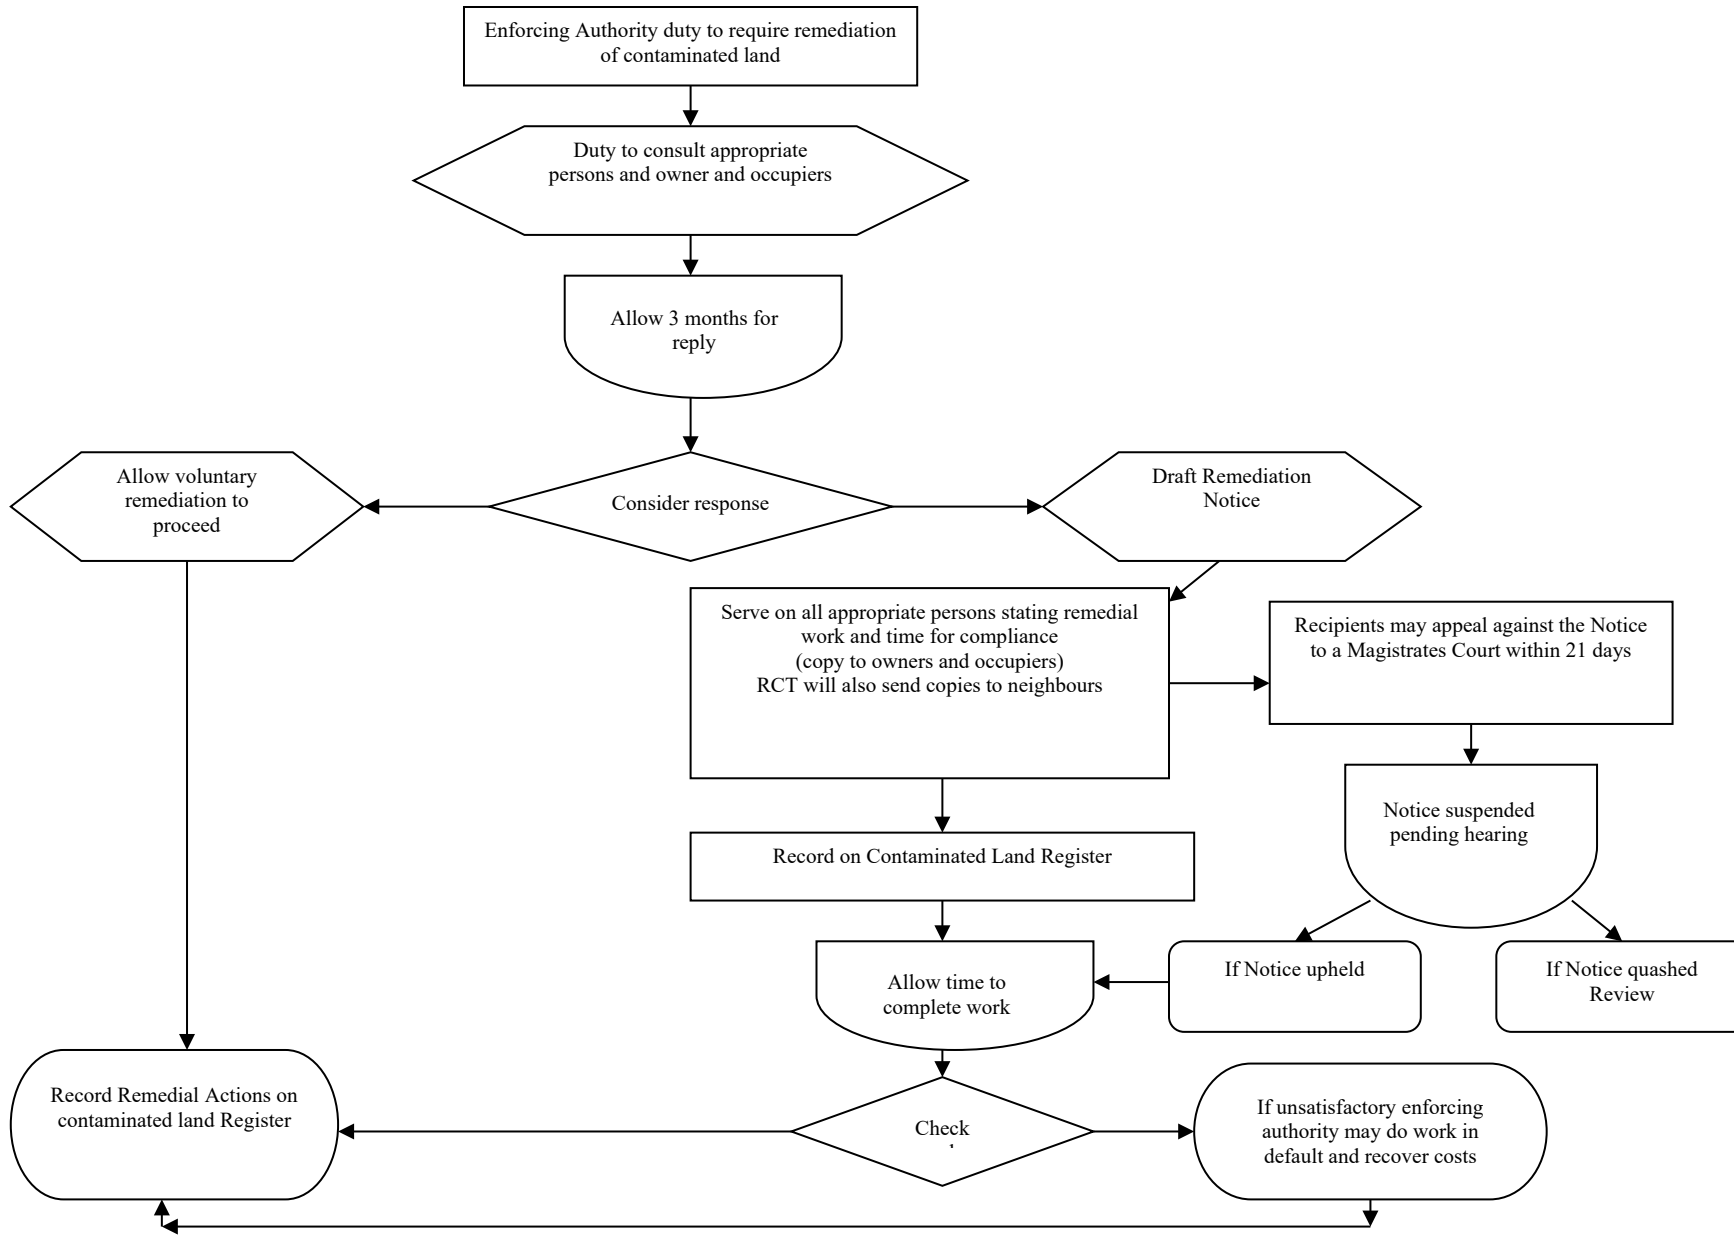 Enforcing Authority duty to require remediation
of contaminated land
Duty to consult appropriate
persons and owner and occupiers
Allow 3 months for
reply
Consider response
Allow voluntary
remediation to
proceed
Draft Remediation
Notice
Serve on all appropriate persons stating remedial
work and time for compliance
(copy to owners and occupiers)
RCT will also send copies to neighbours
Recipients may appeal against the Notice
to a Magistrates Court within 21 days
Notice suspended
pending hearing
Record on Contaminated Land Register
If Notice upheld
If Notice quashed
Review
Allow time to
complete work
Record Remedial Actions on
contaminated land Register
Check
If unsatisfactory enforcing
authority may do work in
default and recover costs